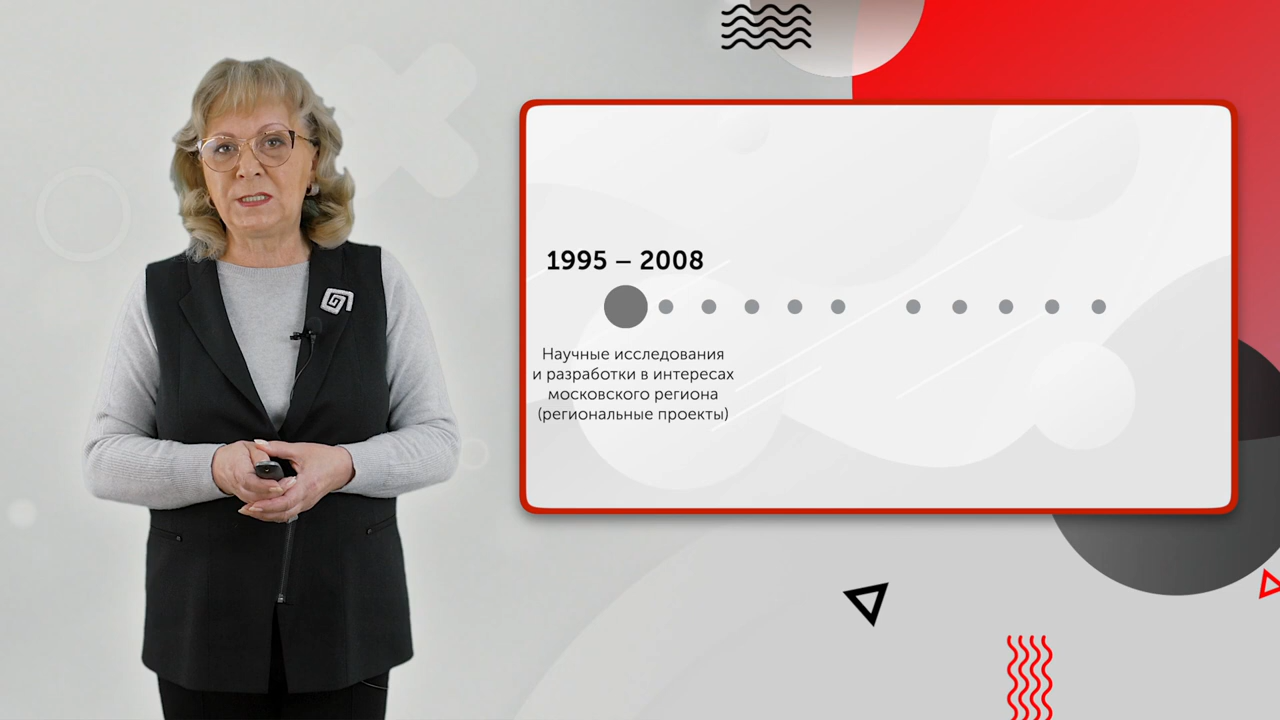 1995 – 2008
Научные исследования
и разработки в интересах
московского региона
(региональные проекты)